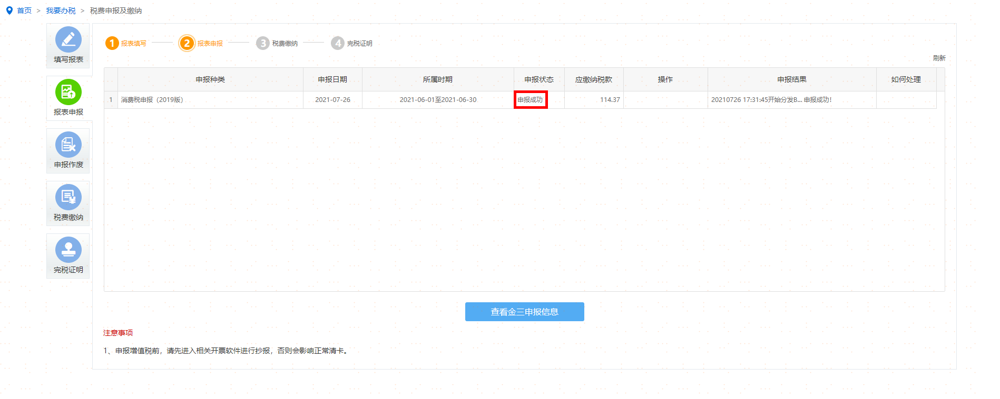 首页 > 我要办税 > 税费申报及缴纳
填写报表
报表申报
申报作废
税费缴纳
完税证明
1 报表填写 2 报表申报 3 税费缴纳 4 完税证明
刷新
申报种类 申报日期 所属时期 申报状态 应缴纳税款 操作 申报结果 如何处理
1 消费税申报（2019版） 2021-07-26 2021-06-01至2021-06-30 申报成功 114.37 20210726 17:31:45开始分发B... 申报成功!
查看金三申报信息
注意事项
1、申报增值税前，请先进入相关开票软件进行抄报，否则会影响正常清卡。